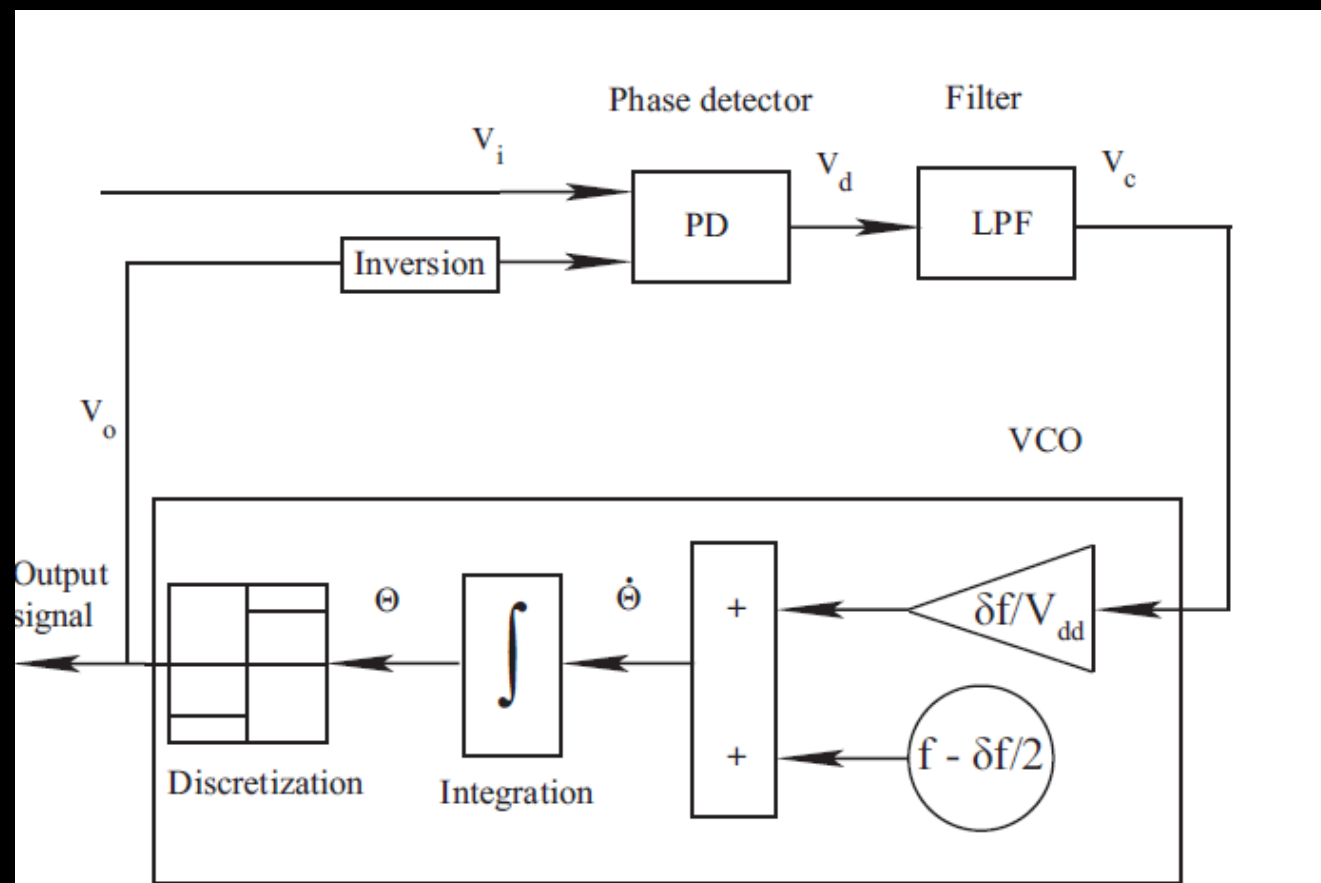 Phase detector
Filter
V_i
V_d
V_c
PD
LPF
Inversion
V_o
VCO
Output
signal
Θ
Θ̇
+
δf/V_dd
∫
+
f - δf/2
Discretization
Integration